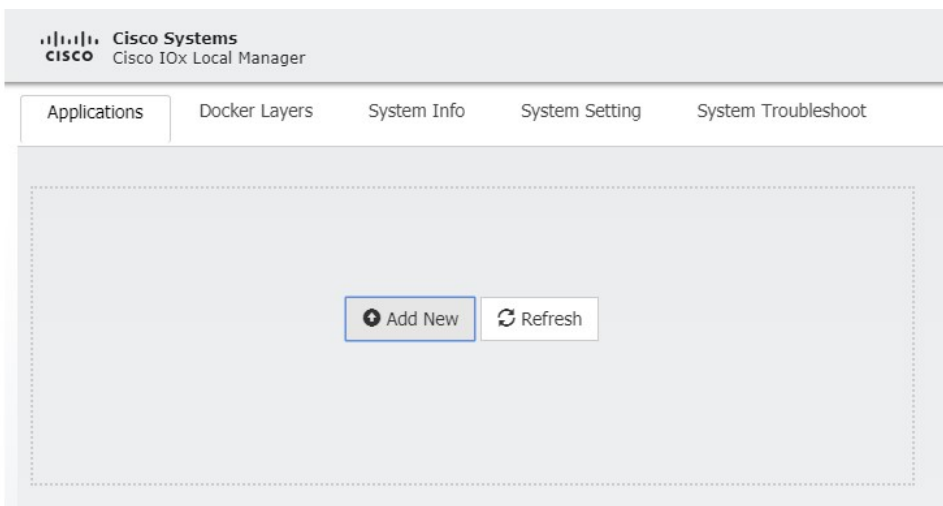 Cisco Systems
CISCO Cisco IOx Local Manager
Applications Docker Layers System Info System Setting System Troubleshoot
Add New Refresh